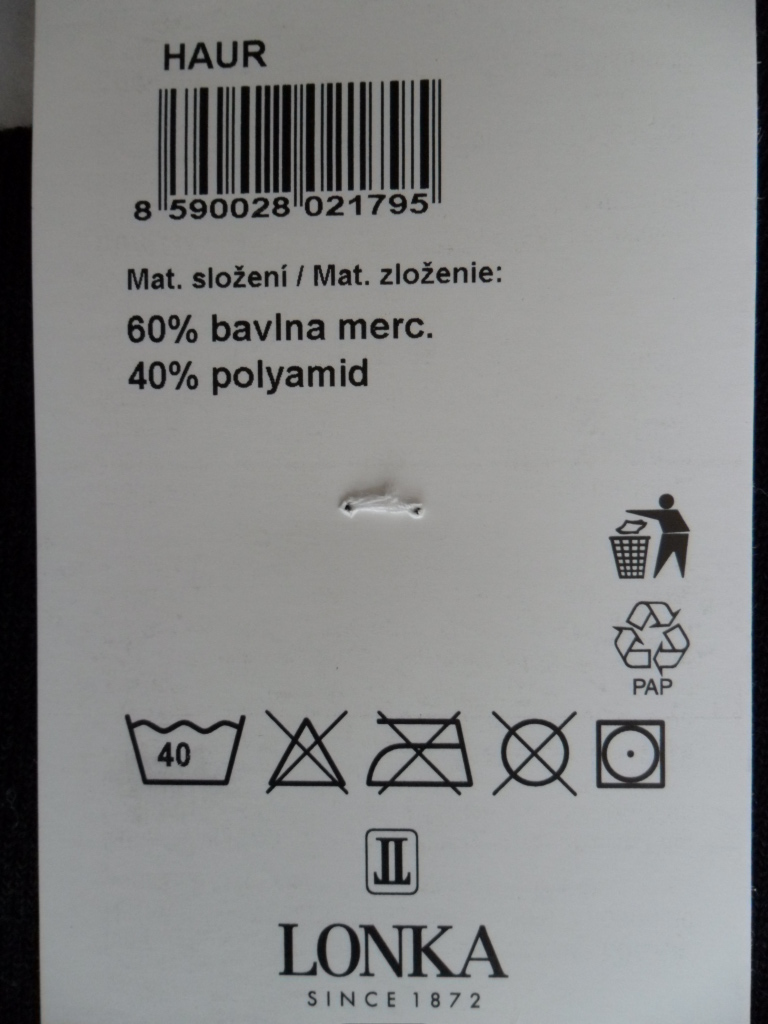 HAUR
8 590028 021795
Mat. složení / Mat. zloženie:
60% bavlna merc.
40% polyamid
PAP
40
LONKA
SINCE 1872